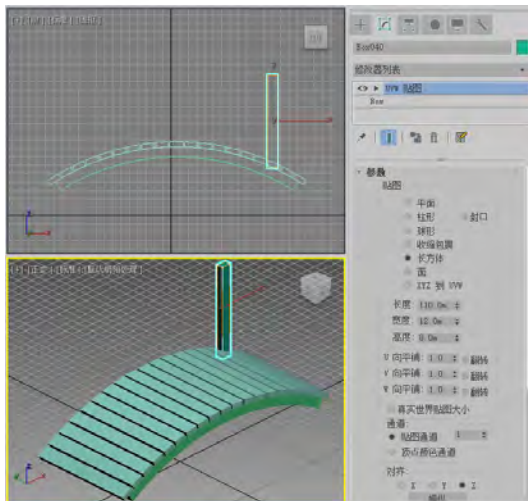 Box040
修改器列表
UVW 贴图
Box
参数
贴图
平面
柱形 封口
球形
收缩包裹
长方体
面
XYZ 到 UVW
长度: 110.0m
宽度: 12.0m
高度:
U 向平铺: 1.0 翻转
V 向平铺: 1.0 翻转
W 向平铺: 1.0 翻转
真实世界贴图大小
通道:
贴图通道: 1
顶点颜色通道
对齐:
X Y Z